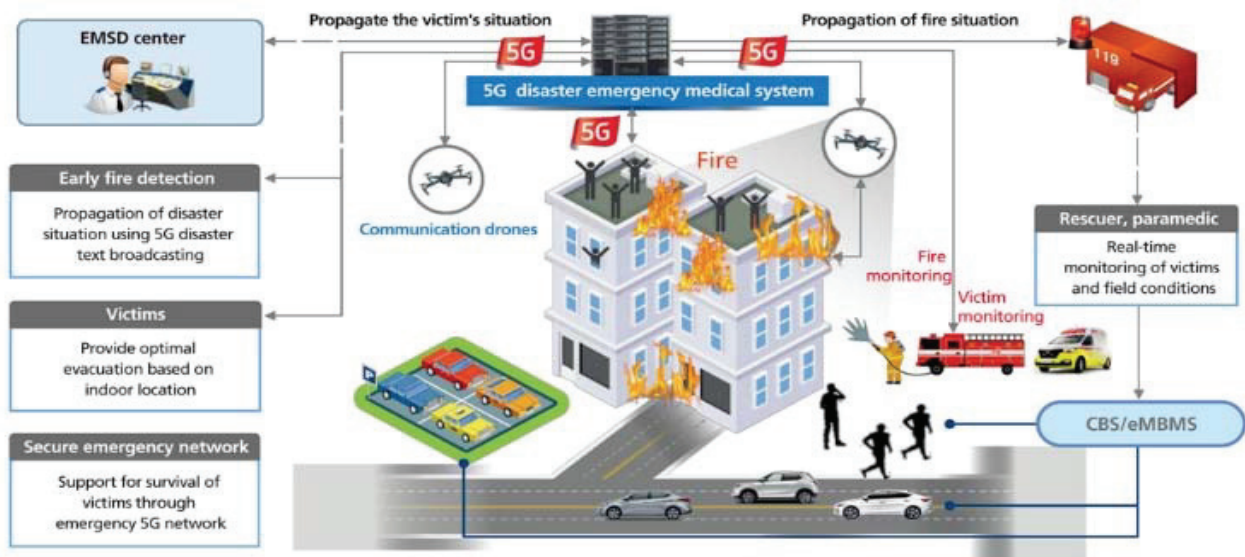 Propagate the victim's situation
Propagation of fire situation
EMSD center
5G
5G
119
5G disaster emergency medical system
5G
Fire
Early fire detection
Propagation of disaster
situation using 5G disaster
text broadcasting
Communication drones
Rescuer, paramedic
Real-time
monitoring of victims
and field conditions
Fire
monitoring
Victim
monitoring
Victims
Provide optimal
evacuation based on
indoor location
CBS/eMBMS
Secure emergency network
Support for survival of
victims through
emergency 5G network